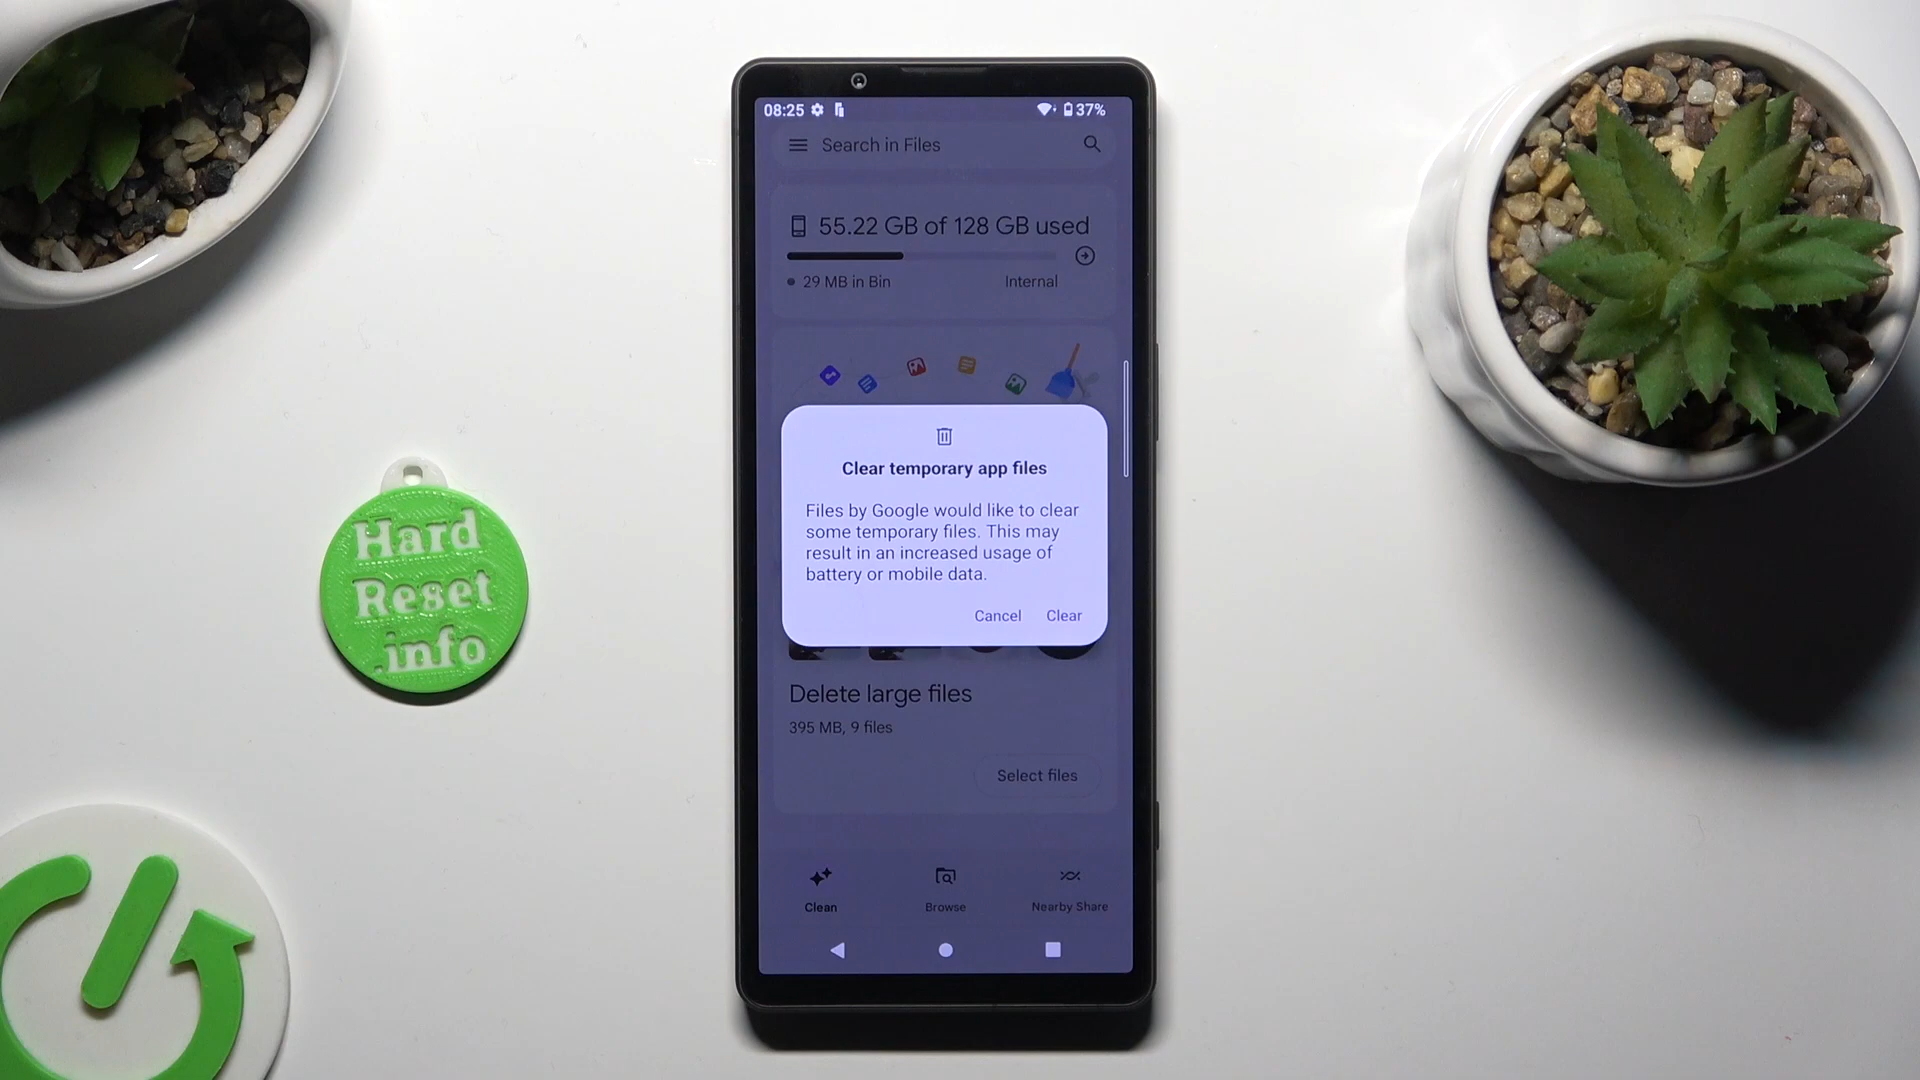 08:25
37%
Search in Files
55.22 GB of 128 GB used
29 MB in Bin
Internal
Clear temporary app files
Files by Google would like to clear
some temporary files. This may
result in an increased usage of
battery or mobile data.
Cancel
Clear
Delete large files
395 MB, 9 files
Select files
Clean
Browse
Nearby Share
Hard
Reset
.info